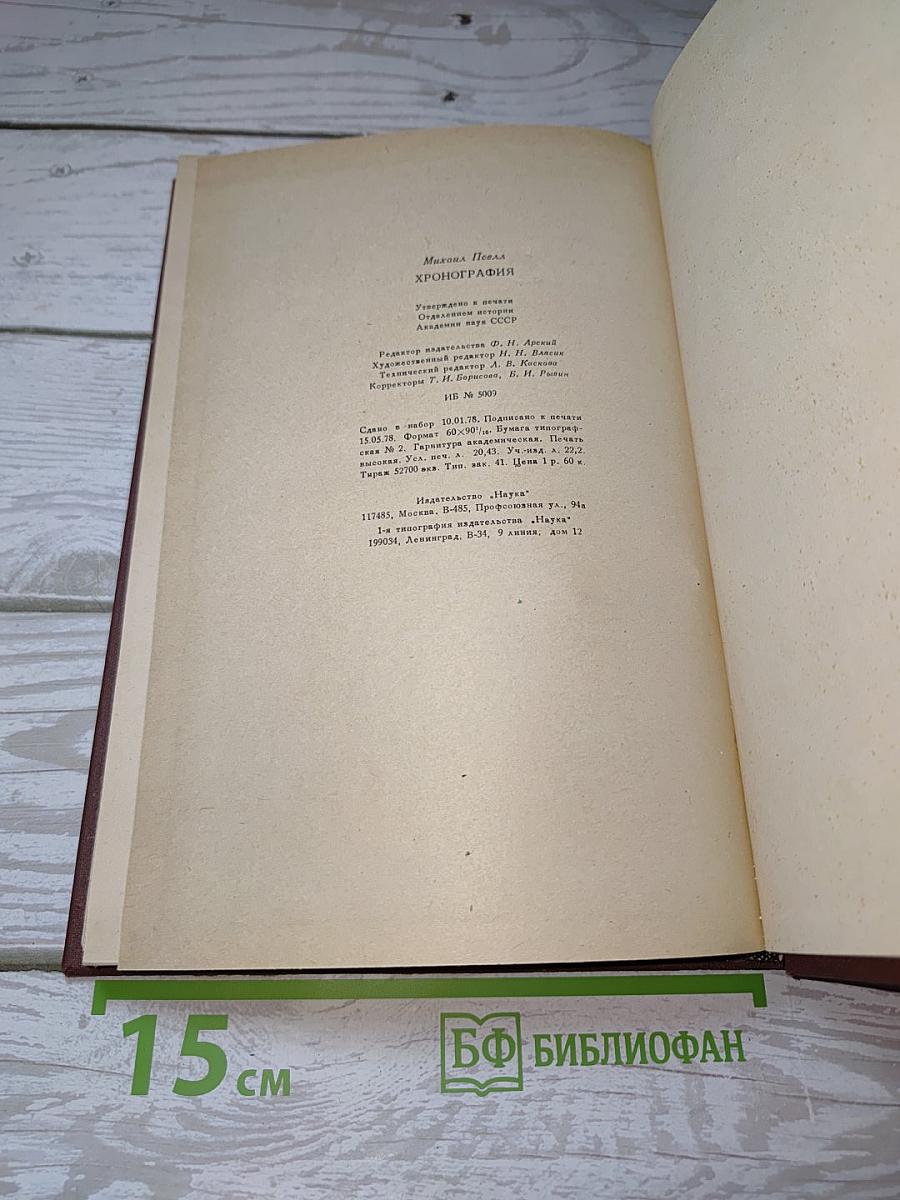 Михаил Пселл
ХРОНОГРАФИЯ
Утверждено к печати
Отделением истории
Академии наук СССР
Редактор издательства Ф. Н. Арский
Художественный редактор Н. Н. Власик
Технический редактор Л. В. Каскова
Корректоры Т. И. Борисова, Б. И. Рывин
ИБ № 5009
Сдано в набор 10.01.78. Подписано к печати
15.05.78. Формат 60×90¹/₁₆. Бумага типограф-
ская № 2. Гарнитура академическая. Печать
высокая. Усл. печ. л. 20,43. Уч.-изд. л. 22,2.
Тираж 52700 экз. Тип. зак. 41. Цена 1 р. 60 к.
Издательство „Наука"
117485, Москва, В-485, Профсоюзная ул., 94а
1-я типография издательства „Наука"
199034, Ленинград, В-34, 9 линия, дом 12
15 см
БФ БИБЛИОФАН